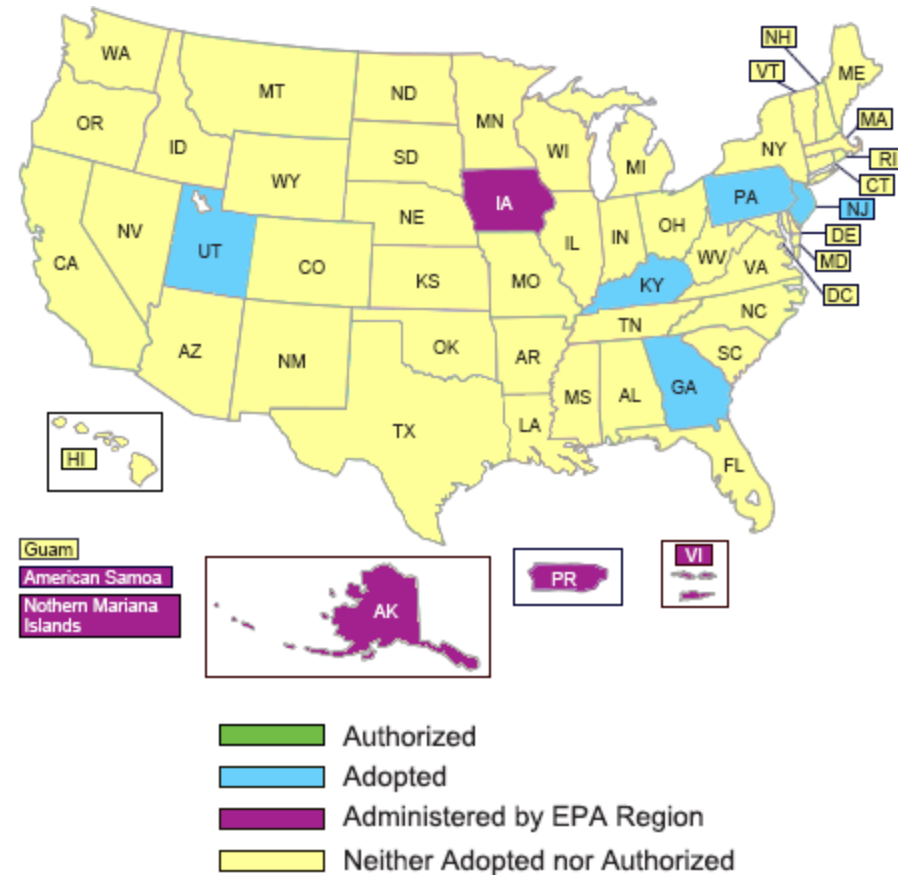 NH
WA
VT
ME
MT
ND
MN
OR
MA
ID
SD
WI
NY
RI
WY
MI
CT
IA
PA
NJ
NE
NV
UT
IL
IN
OH
DE
CA
CO
WV
MD
KS
MO
KY
VA
DC
NC
TN
AZ
NM
OK
AR
SC
MS
AL
GA
TX
LA
HI
FL
Guam
American Samoa
Nothern Mariana
Islands
AK
PR
VI
Authorized
Adopted
Administered by EPA Region
Neither Adopted nor Authorized